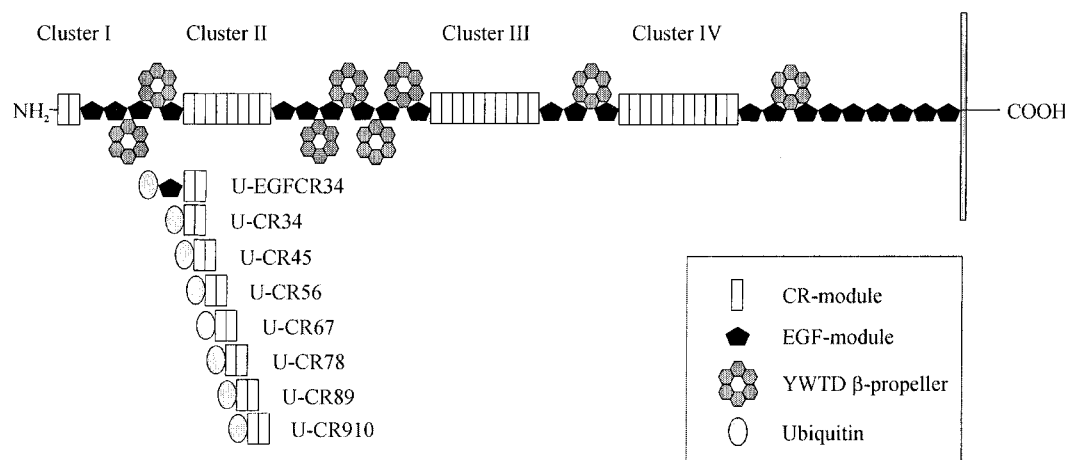 Cluster I Cluster II Cluster III Cluster IV
NH2 COOH
U-EGFCR34
U-CR34
U-CR45
U-CR56
U-CR67
U-CR78
U-CR89
U-CR910
CR-module
EGF-module
YWTD β-propeller
Ubiquitin